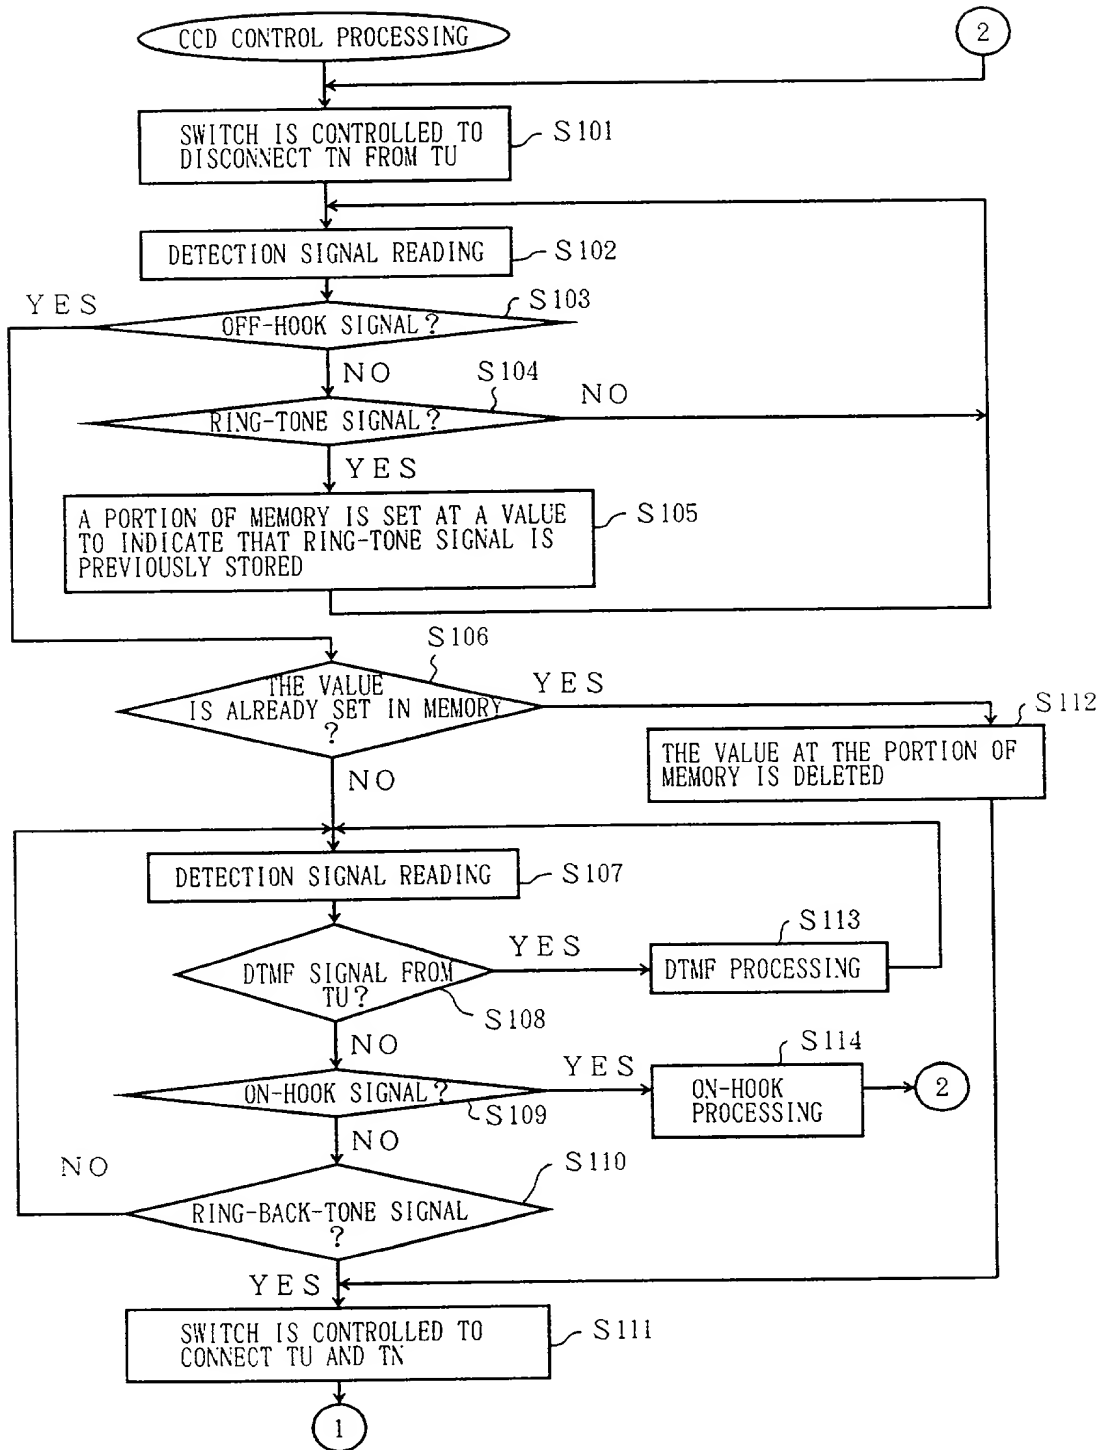 CCD CONTROL PROCESSING
2
SWITCH IS CONTROLLED TO
DISCONNECT TN FROM TU
S101
DETECTION SIGNAL READING
S102
YES
OFF-HOOK SIGNAL?
S103
NO
S104
RING-TONE SIGNAL?
NO
YES
A PORTION OF MEMORY IS SET AT A VALUE
TO INDICATE THAT RING-TONE SIGNAL IS
PREVIOUSLY STORED
S105
S106
THE VALUE
IS ALREADY SET IN MEMORY
?
YES
S112
THE VALUE AT THE PORTION OF
MEMORY IS DELETED
NO
DETECTION SIGNAL READING
S107
DTMF SIGNAL FROM
TU?
S108
YES
S113
DTMF PROCESSING
NO
ON-HOOK SIGNAL?
S109
YES
S114
ON-HOOK
PROCESSING
2
NO
NO
S110
RING-BACK-TONE SIGNAL
?
YES
SWITCH IS CONTROLLED TO
CONNECT TU AND TN
S111
1